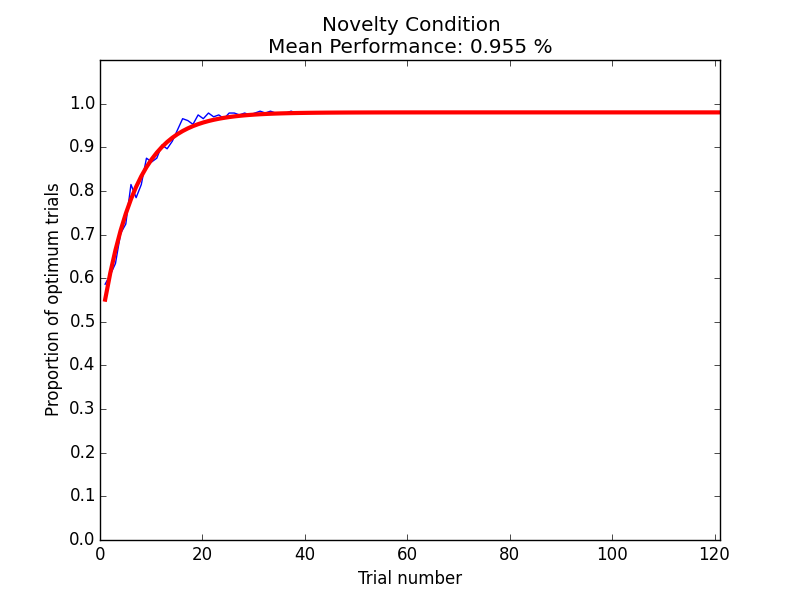 Novelty Condition
Mean Performance: 0.955 %
1.0
0.9
0.8
0.7
0.6
0.5
0.4
0.3
0.2
0.1
0.0
Proportion of optimum trials
0 20 40 60 80 100 120
Trial number